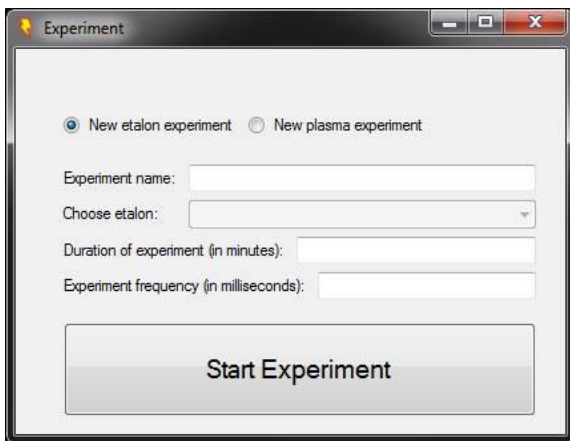 Experiment
New etalon experiment New plasma experiment
Experiment name:
Choose etalon:
Duration of experiment (in minutes):
Experiment frequency (in milliseconds):
Start Experiment